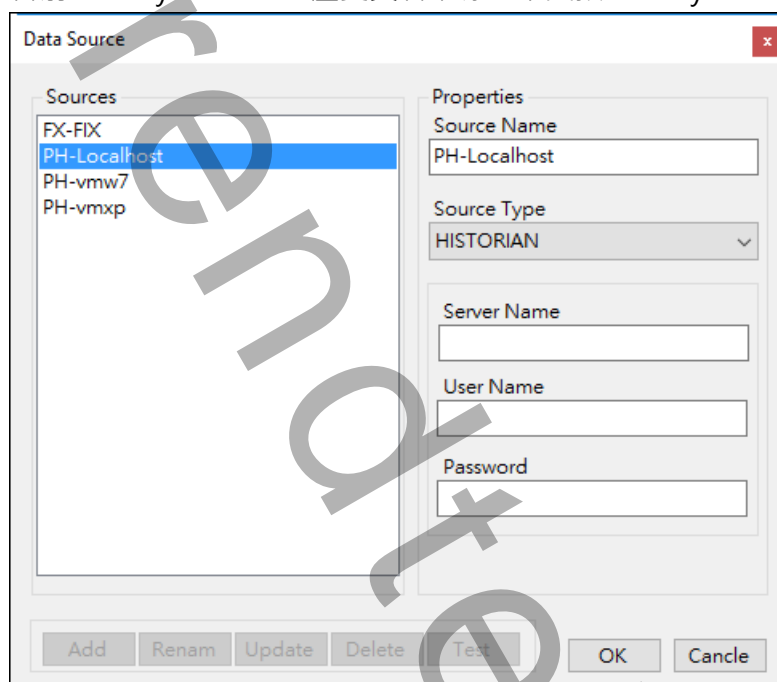 Data Source
x
Sources
FX-FIX
PH-Localhost
PH-vmw7
PH-vmxp
Properties
Source Name
PH-Localhost
Source Type
HISTORIAN
Server Name
User Name
Password
Add Renam Update Delete Test
OK Cancle
rendte